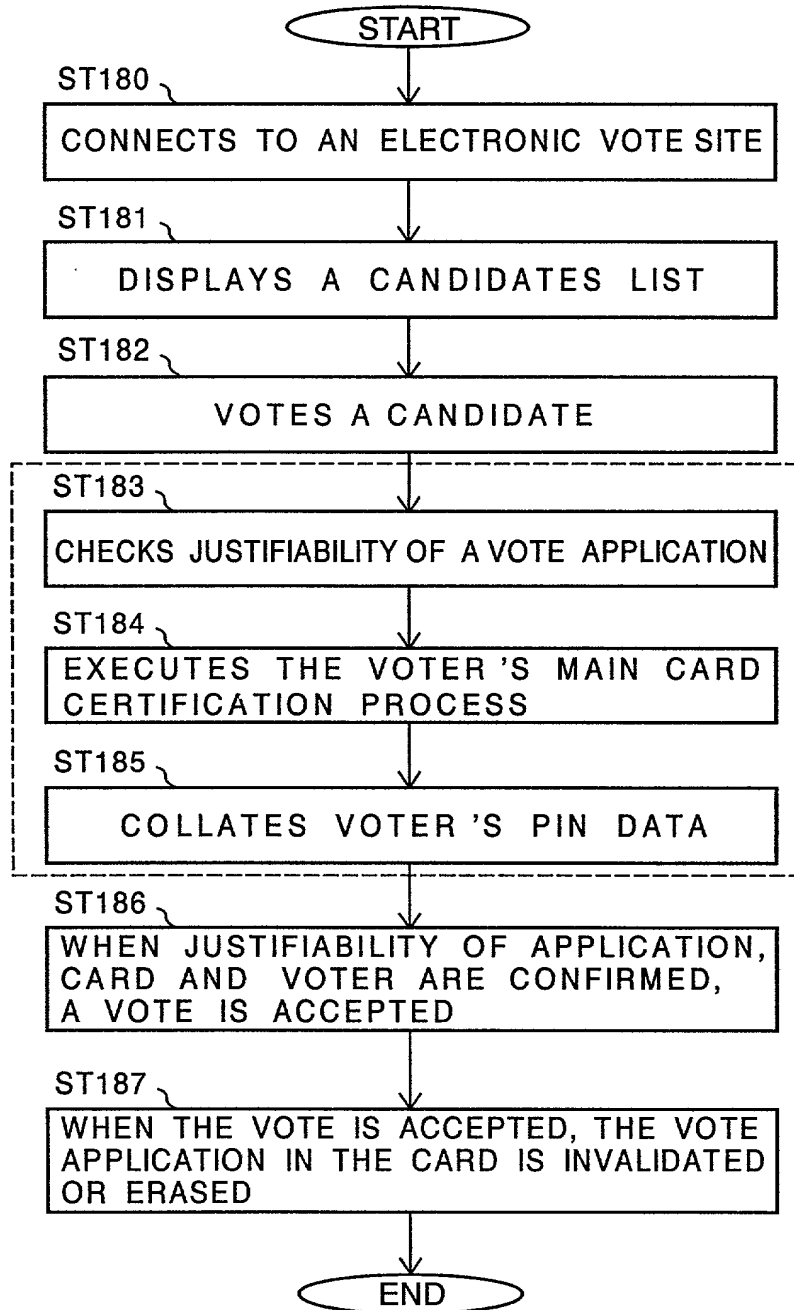 START
ST180
CONNECTS TO AN ELECTRONIC VOTE SITE
ST181
DISPLAYS A CANDIDATES LIST
ST182
VOTES A CANDIDATE
ST183
CHECKS JUSTIFIABILITY OF A VOTE APPLICATION
ST184
EXECUTES THE VOTER'S MAIN CARD
CERTIFICATION PROCESS
ST185
COLLATES VOTER'S PIN DATA
ST186
WHEN JUSTIFIABILITY OF APPLICATION,
CARD AND VOTER ARE CONFIRMED,
A VOTE IS ACCEPTED
ST187
WHEN THE VOTE IS ACCEPTED, THE VOTE
APPLICATION IN THE CARD IS INVALIDATED
OR ERASED
END